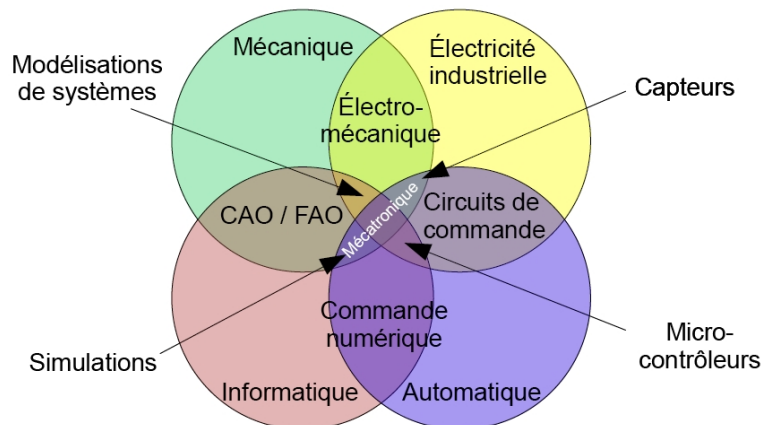 Mécanique
Électricité
industrielle
Modélisations
de systèmes
Capteurs
Électro-
mécanique
CAO / FAO
Mécatronique
Circuits de
commande
Commande
numérique
Simulations
Micro-
contrôleurs
Informatique
Automatique